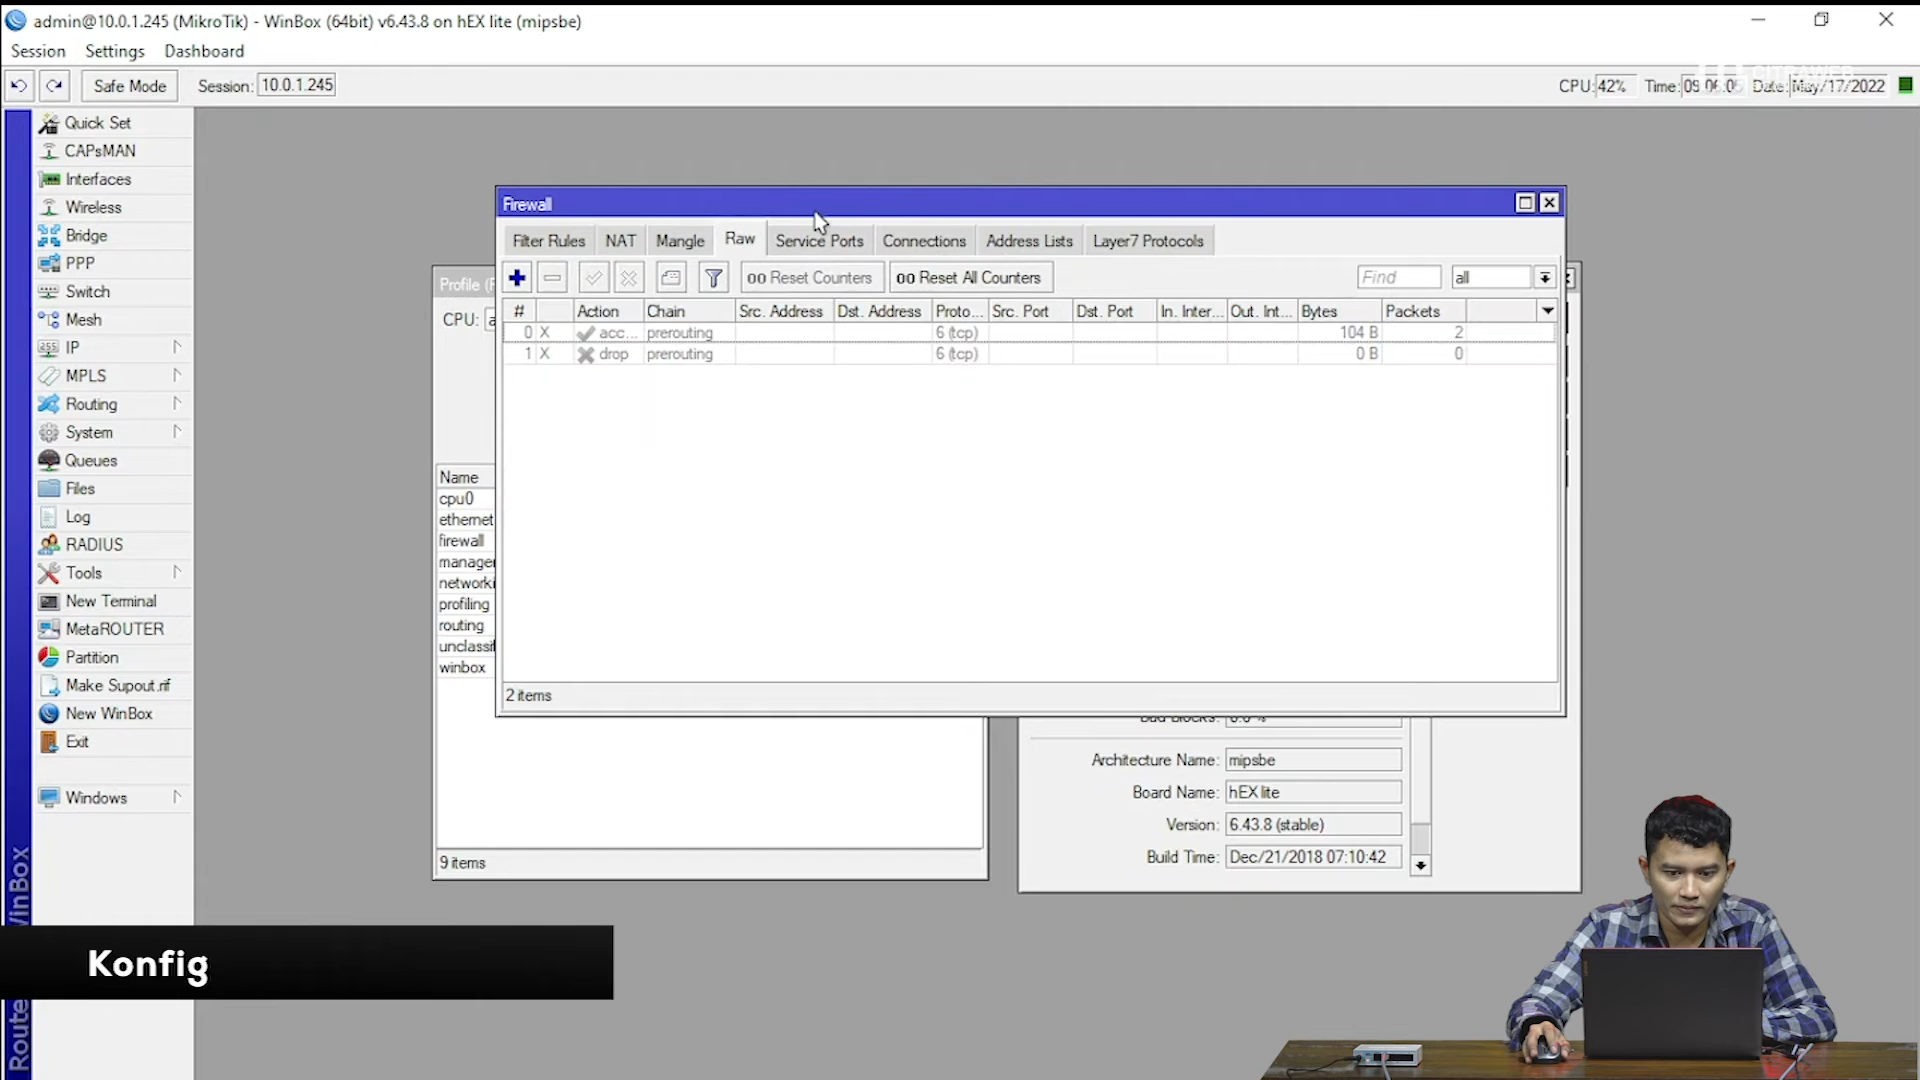 admin@10.0.1.245 (MikroTik) - WinBox (64bit) v6.43.8 on hEX lite (mipsbe)
Session Settings Dashboard
Safe Mode Session: 10.0.1.245 CPU: 42% Time: Date: May/17/2022
Quick Set
CAPsMAN
Interfaces
Wireless
Bridge
PPP
Switch
Mesh
IP
MPLS
Routing
System
Queues
Files
Log
RADIUS
Tools
New Terminal
MetaROUTER
Partition
Make Supout.rif
New WinBox
Exit
Windows
Firewall
Filter Rules NAT Mangle Raw Service Ports Connections Address Lists Layer7 Protocols
00 Reset Counters 00 Reset All Counters Find all
# Action Chain Src. Address Dst. Address Proto... Src. Port Dst. Port In. Inter... Out. Int... Bytes Packets
0 X acc... prerouting 6 (tcp) 104 B 2
1 X drop prerouting 6 (tcp) 0 B 0
2 items
Profile
CPU:
Name
cpu0
ethernet
firewall
manager
networki
profiling
routing
unclassif
winbox
9 items
Architecture Name: mipsbe
Board Name: hEX lite
Version: 6.43.8 (stable)
Build Time: Dec/21/2018 07:10:42
Konfig